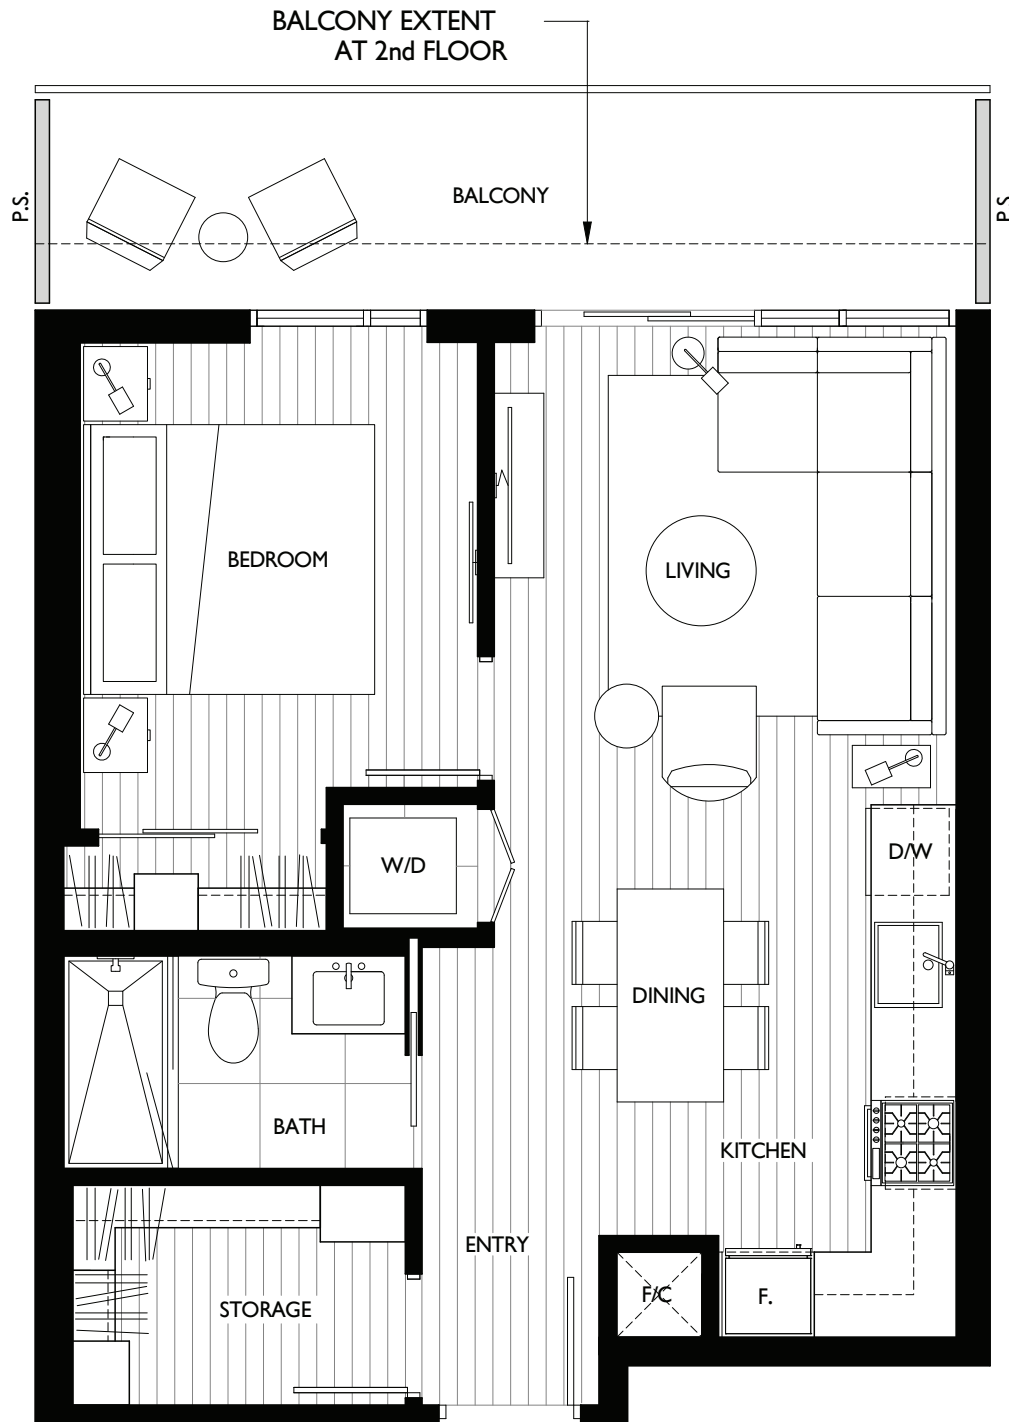 BALCONY EXTENT
AT 2nd FLOOR
P.S.
BALCONY
P.S.
BEDROOM
LIVING
W/D
D/W
DINING
BATH
KITCHEN
ENTRY
STORAGE
F/C
F.